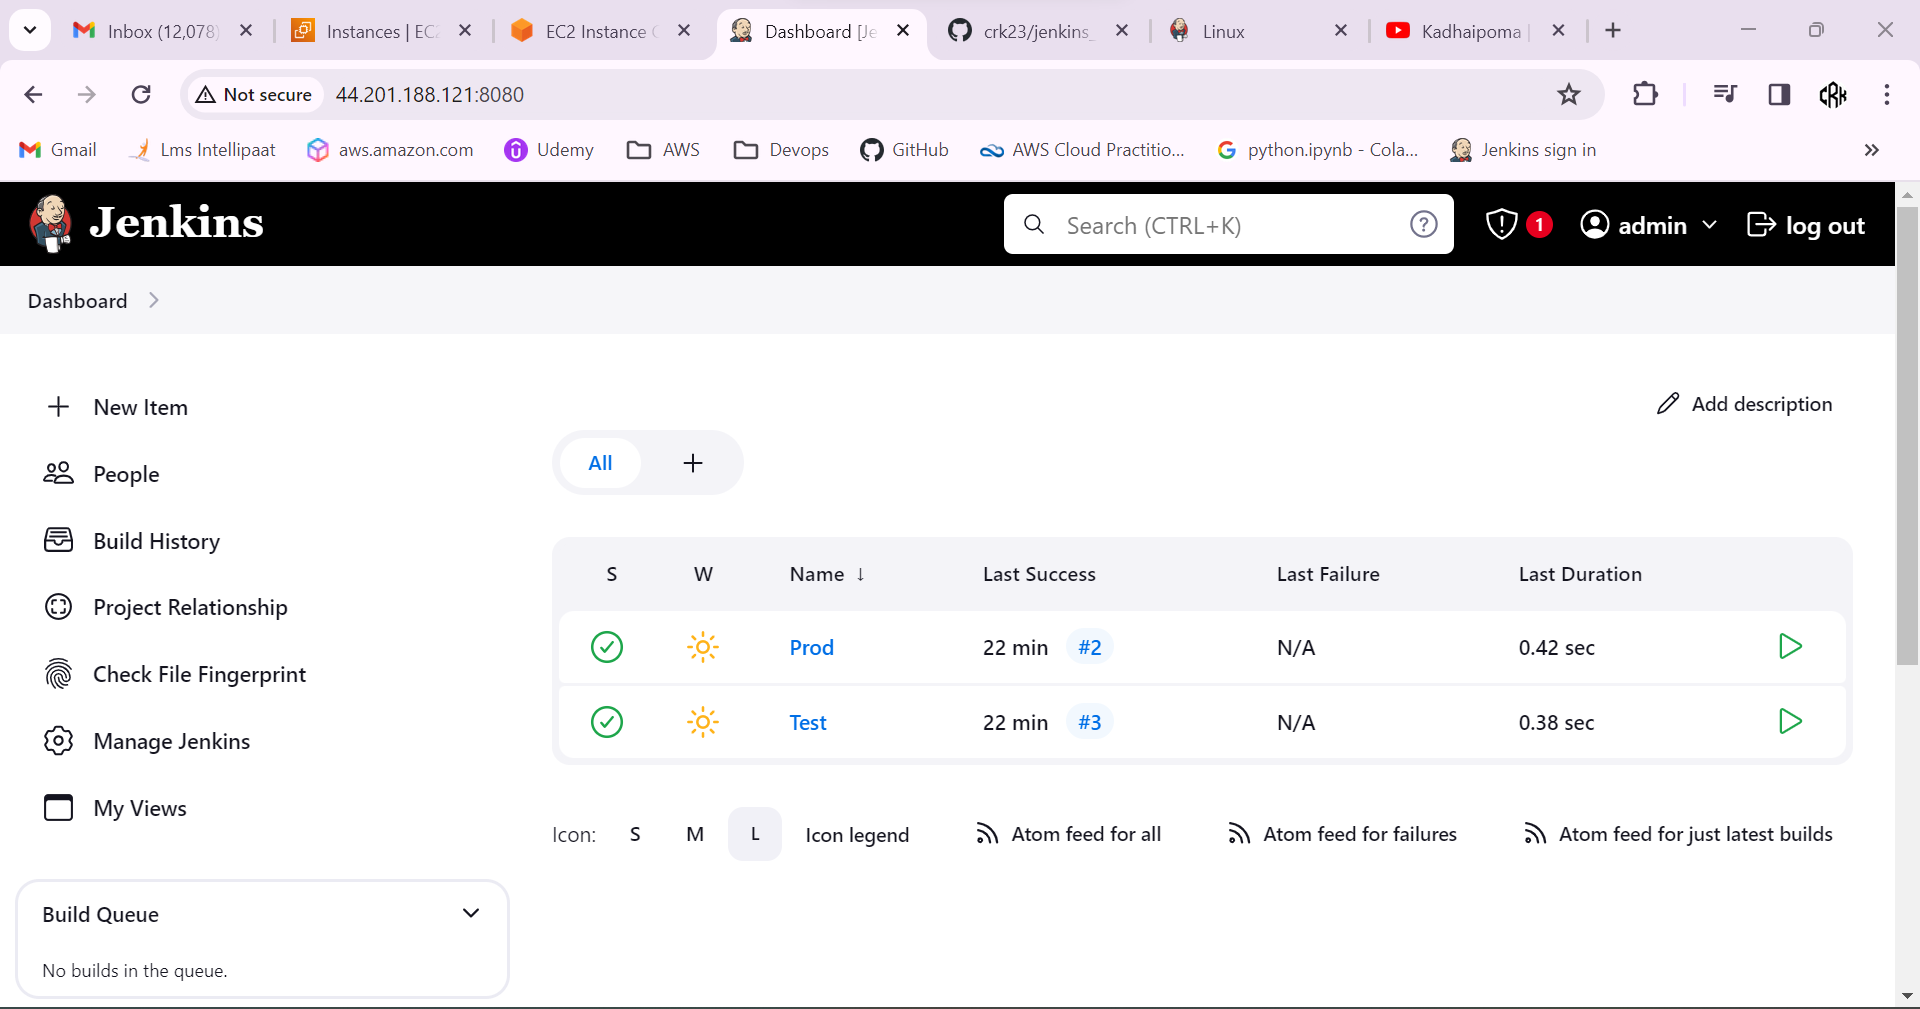 Inbox (12,078)
Instances | EC
EC2 Instance
Dashboard [Je
crk23/jenkins_
Linux
Kadhaipoma |
Not secure 44.201.188.121:8080
Gmail Lms Intellipaat aws.amazon.com Udemy AWS Devops GitHub AWS Cloud Practitio... python.ipynb - Cola... Jenkins sign in
Jenkins Search (CTRL+K) 1 admin log out
Dashboard
New Item
People
Build History
Project Relationship
Check File Fingerprint
Manage Jenkins
My Views
Build Queue
No builds in the queue.
Add description
All +
S W Name ↓ Last Success Last Failure Last Duration
Prod 22 min #2 N/A 0.42 sec
Test 22 min #3 N/A 0.38 sec
Icon: S M L Icon legend Atom feed for all Atom feed for failures Atom feed for just latest builds